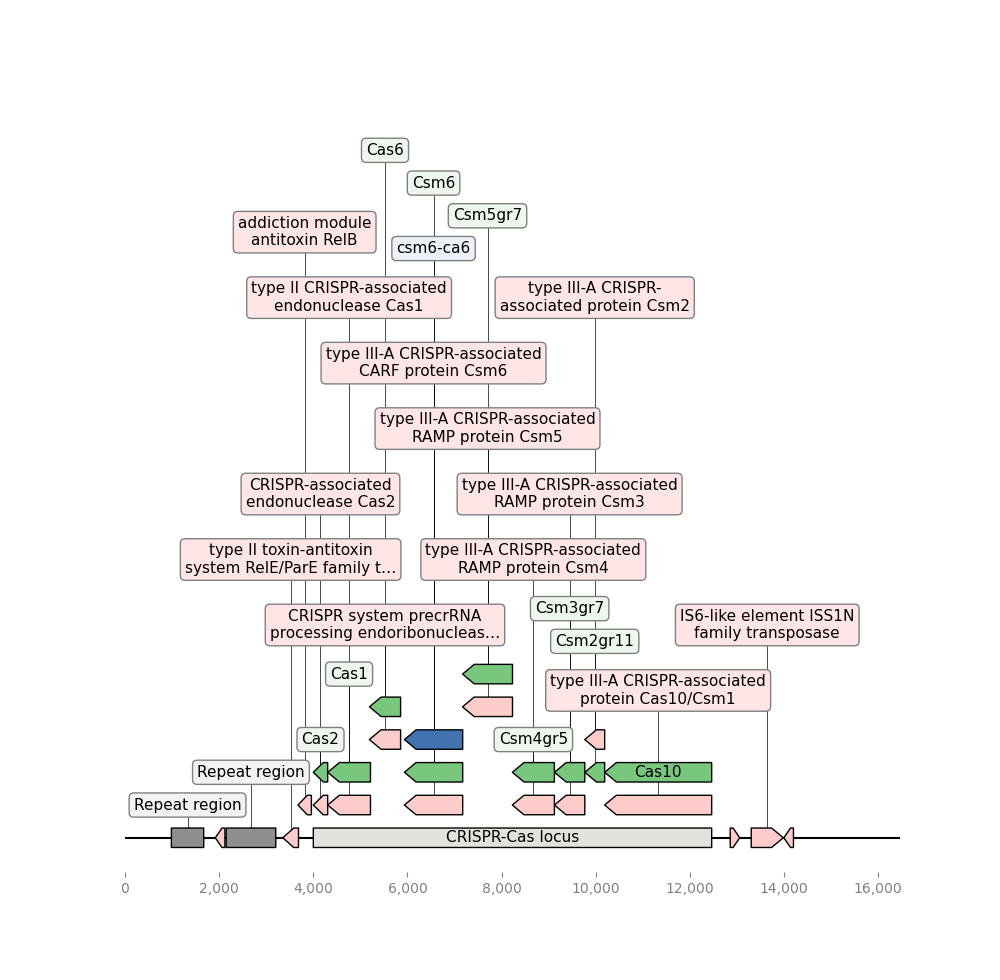 Cas6
Csm6
Csm5gr7
addiction module
antitoxin RelB
csm6-ca6
type II CRISPR-associated
endonuclease Cas1
type III-A CRISPR-
associated protein Csm2
type III-A CRISPR-associated
CARF protein Csm6
type III-A CRISPR-associated
RAMP protein Csm5
CRISPR-associated
endonuclease Cas2
type III-A CRISPR-associated
RAMP protein Csm3
type II toxin-antitoxin
system RelE/ParE family t...
type III-A CRISPR-associated
RAMP protein Csm4
Csm3gr7
CRISPR system precrRNA
processing endoribonucleas...
IS6-like element ISS1N
family transposase
Csm2gr11
Cas1
type III-A CRISPR-associated
protein Cas10/Csm1
Cas2
Csm4gr5
Repeat region
Cas10
Repeat region
CRISPR-Cas locus
0 2,000 4,000 6,000 8,000 10,000 12,000 14,000 16,000